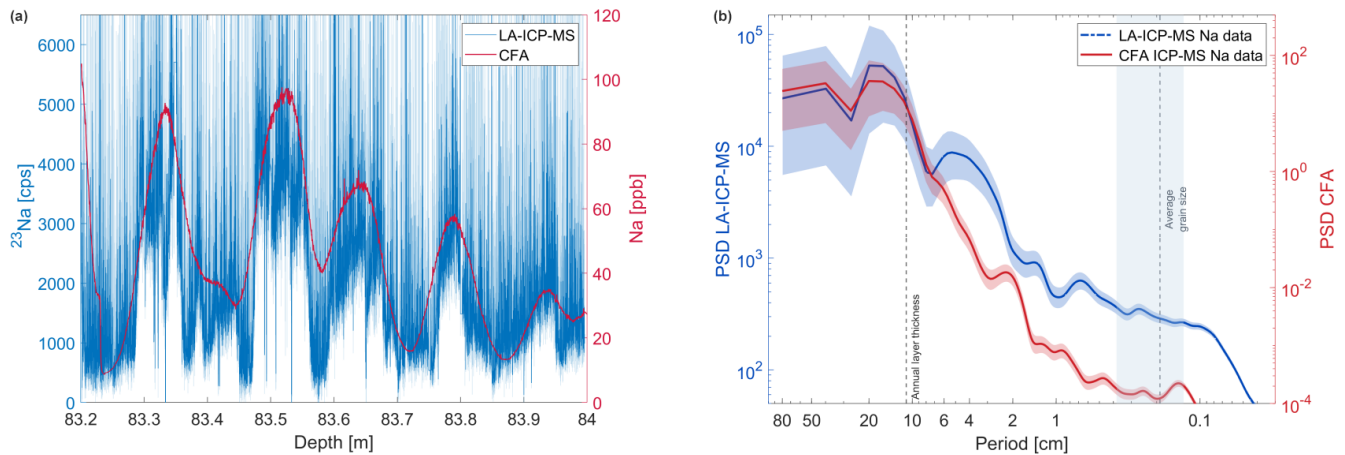 (a)
6000
5000
4000
3000
2000
1000
0
²³Na [cps]
83.2
83.3
83.4
83.5
83.6
83.7
83.8
83.9
84
Depth [m]
120
100
80
60
40
20
0
Na [ppb]
LA-ICP-MS
CFA
(b)
10⁵
10⁴
10³
10²
PSD LA-ICP-MS
80
50
20
10
6
4
2
1
0.1
Period [cm]
10²
10⁰
10⁻²
10⁻⁴
PSD CFA
LA-ICP-MS Na data
CFA ICP-MS Na data
Annual layer thickness
Average
grain size